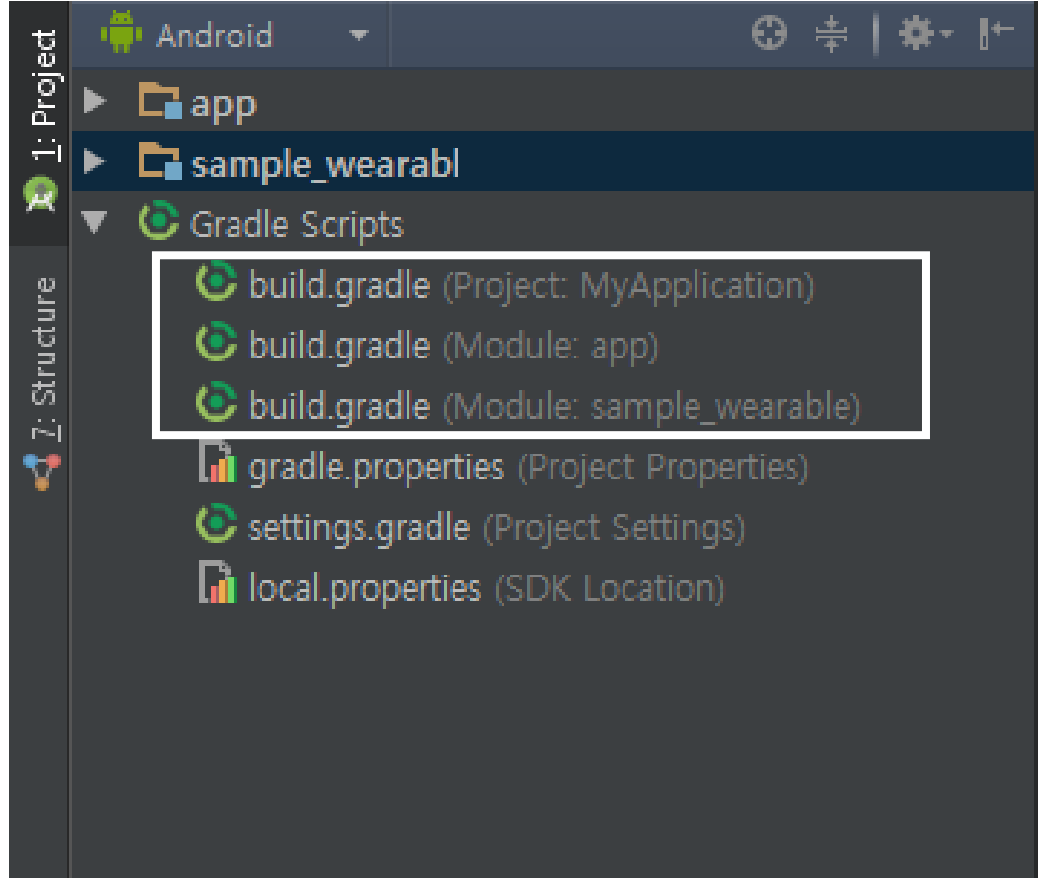 1: Project
7: Structure
Android
app
sample_wearabl
Gradle Scripts
build.gradle (Project: MyApplication)
build.gradle (Module: app)
build.gradle (Module: sample_wearable)
gradle.properties (Project Properties)
settings.gradle (Project Settings)
local.properties (SDK Location)